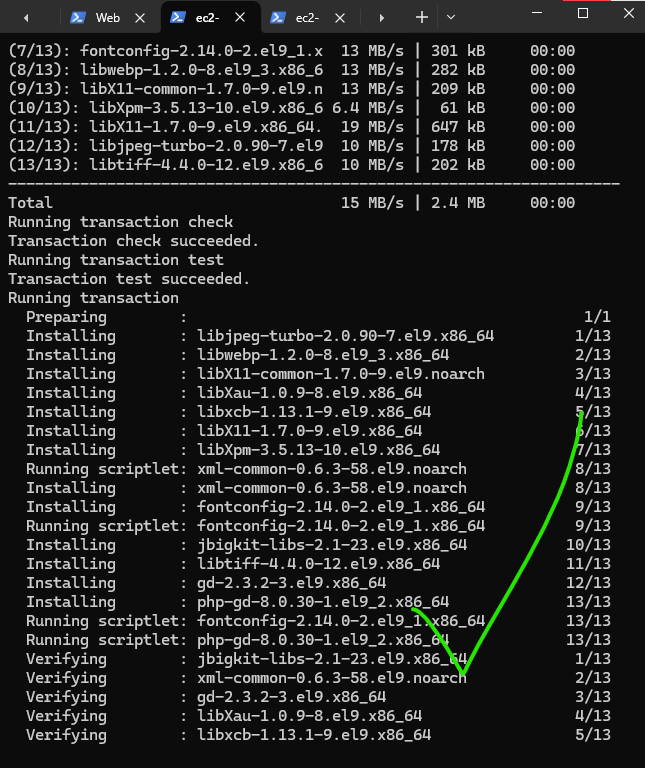 Web
ec2-
ec2-
(7/13): fontconfig-2.14.0-2.el9_1.x 13 MB/s | 301 kB 00:00
(8/13): libwebp-1.2.0-8.el9_3.x86_6 13 MB/s | 282 kB 00:00
(9/13): libX11-common-1.7.0-9.el9.n 13 MB/s | 209 kB 00:00
(10/13): libXpm-3.5.13-10.el9.x86_6 6.4 MB/s | 61 kB 00:00
(11/13): libX11-1.7.0-9.el9.x86_64. 19 MB/s | 647 kB 00:00
(12/13): libjpeg-turbo-2.0.90-7.el9 10 MB/s | 178 kB 00:00
(13/13): libtiff-4.4.0-12.el9.x86_6 10 MB/s | 202 kB 00:00
--------------------------------------------------------------------
Total 15 MB/s | 2.4 MB 00:00
Running transaction check
Transaction check succeeded.
Running transaction test
Transaction test succeeded.
Running transaction
Preparing : 1/1
Installing : libjpeg-turbo-2.0.90-7.el9.x86_64 1/13
Installing : libwebp-1.2.0-8.el9_3.x86_64 2/13
Installing : libX11-common-1.7.0-9.el9.noarch 3/13
Installing : libXau-1.0.9-8.el9.x86_64 4/13
Installing : libxcb-1.13.1-9.el9.x86_64 5/13
Installing : libX11-1.7.0-9.el9.x86_64 6/13
Installing : libXpm-3.5.13-10.el9.x86_64 7/13
Running scriptlet: xml-common-0.6.3-58.el9.noarch 8/13
Installing : xml-common-0.6.3-58.el9.noarch 8/13
Installing : fontconfig-2.14.0-2.el9_1.x86_64 9/13
Running scriptlet: fontconfig-2.14.0-2.el9_1.x86_64 9/13
Installing : jbigkit-libs-2.1-23.el9.x86_64 10/13
Installing : libtiff-4.4.0-12.el9.x86_64 11/13
Installing : gd-2.3.2-3.el9.x86_64 12/13
Installing : php-gd-8.0.30-1.el9_2.x86_64 13/13
Running scriptlet: fontconfig-2.14.0-2.el9_1.x86_64 13/13
Running scriptlet: php-gd-8.0.30-1.el9_2.x86_64 13/13
Verifying : jbigkit-libs-2.1-23.el9.x86_64 1/13
Verifying : xml-common-0.6.3-58.el9.noarch 2/13
Verifying : gd-2.3.2-3.el9.x86_64 3/13
Verifying : libXau-1.0.9-8.el9.x86_64 4/13
Verifying : libxcb-1.13.1-9.el9.x86_64 5/13